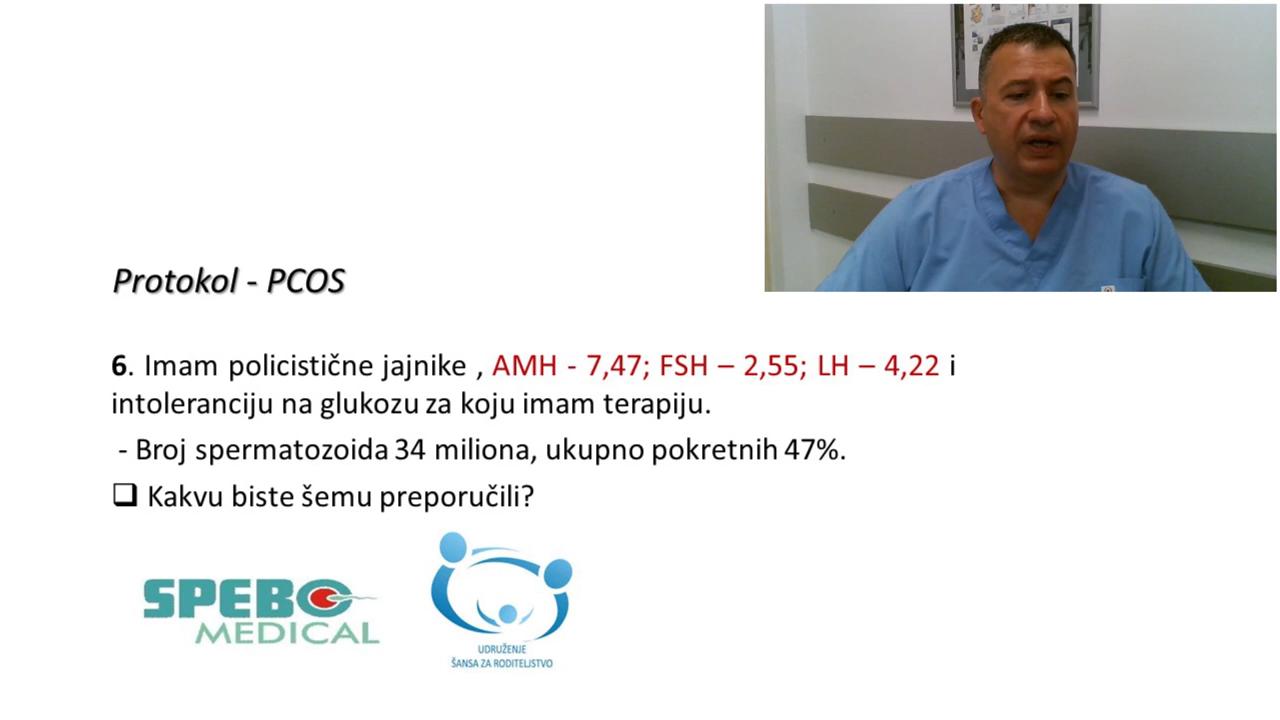 Protokol - PCOS
6. Imam policistične jajnike , AMH - 7,47; FSH – 2,55; LH – 4,22 i
intoleranciju na glukozu za koju imam terapiju.
- Broj spermatozoida 34 miliona, ukupno pokretnih 47%.
❑ Kakvu biste šemu preporučili?
SPEBO
MEDICAL
UDRUŽENJE
ŠANSA ZA RODITELJSTVO